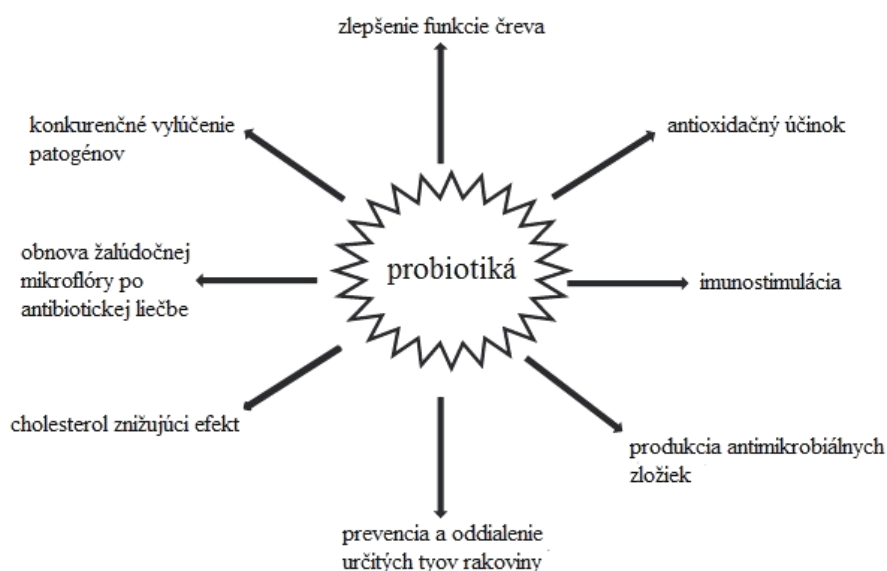 zlepšenie funkcie čreva
konkurenčné vylúčenie
patogénov
antioxidačný účinok
obnova žalúdočnej
mikroflóry po
antibiotickej liečbe
probiotiká
imunostimulácia
cholesterol znižujúci efekt
produkcia antimikrobiálnych
zložiek
prevencia a oddialenie
určitých tyov rakoviny